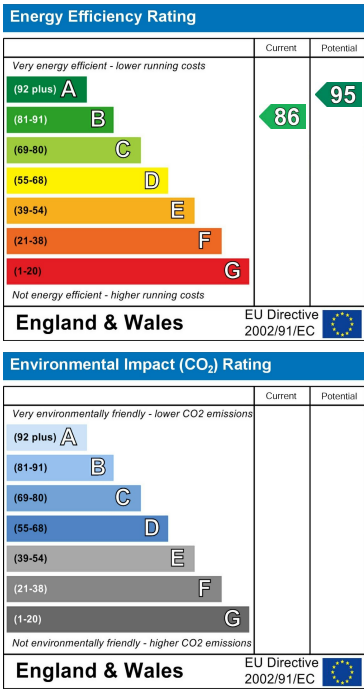 Energy Efficiency Rating
Current Potential
Very energy efficient - lower running costs
(92 plus) A
(81-91) B
(69-80) C
(55-68) D
(39-54) E
(21-38) F
(1-20) G
86
95
Not energy efficient - higher running costs
England & Wales
EU Directive
2002/91/EC
Environmental Impact (CO₂) Rating
Current Potential
Very environmentally friendly - lower CO2 emissions
(92 plus) A
(81-91) B
(69-80) C
(55-68) D
(39-54) E
(21-38) F
(1-20) G
Not environmentally friendly - higher CO2 emissions
England & Wales
EU Directive
2002/91/EC